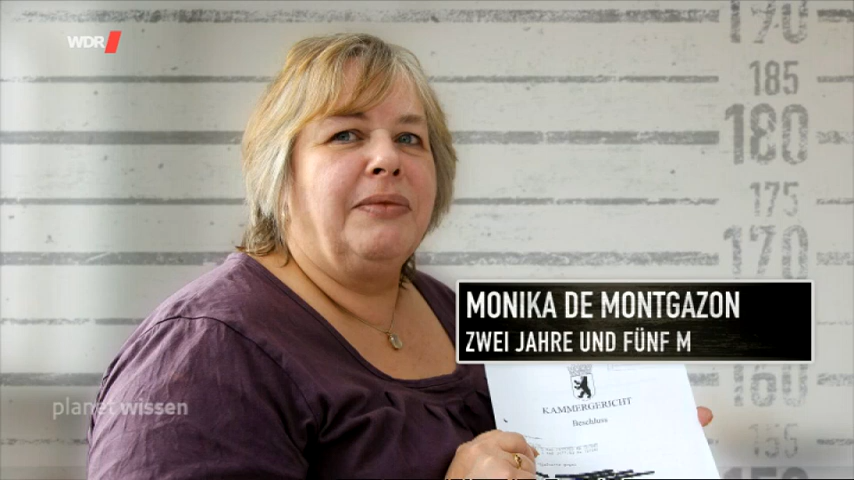 WDR
190
185
180
175
170
MONIKA DE MONTGAZON
ZWEI JAHRE UND FÜNF M
160
KAMMERGERICHT
planet wissen
Beschluss
155
150